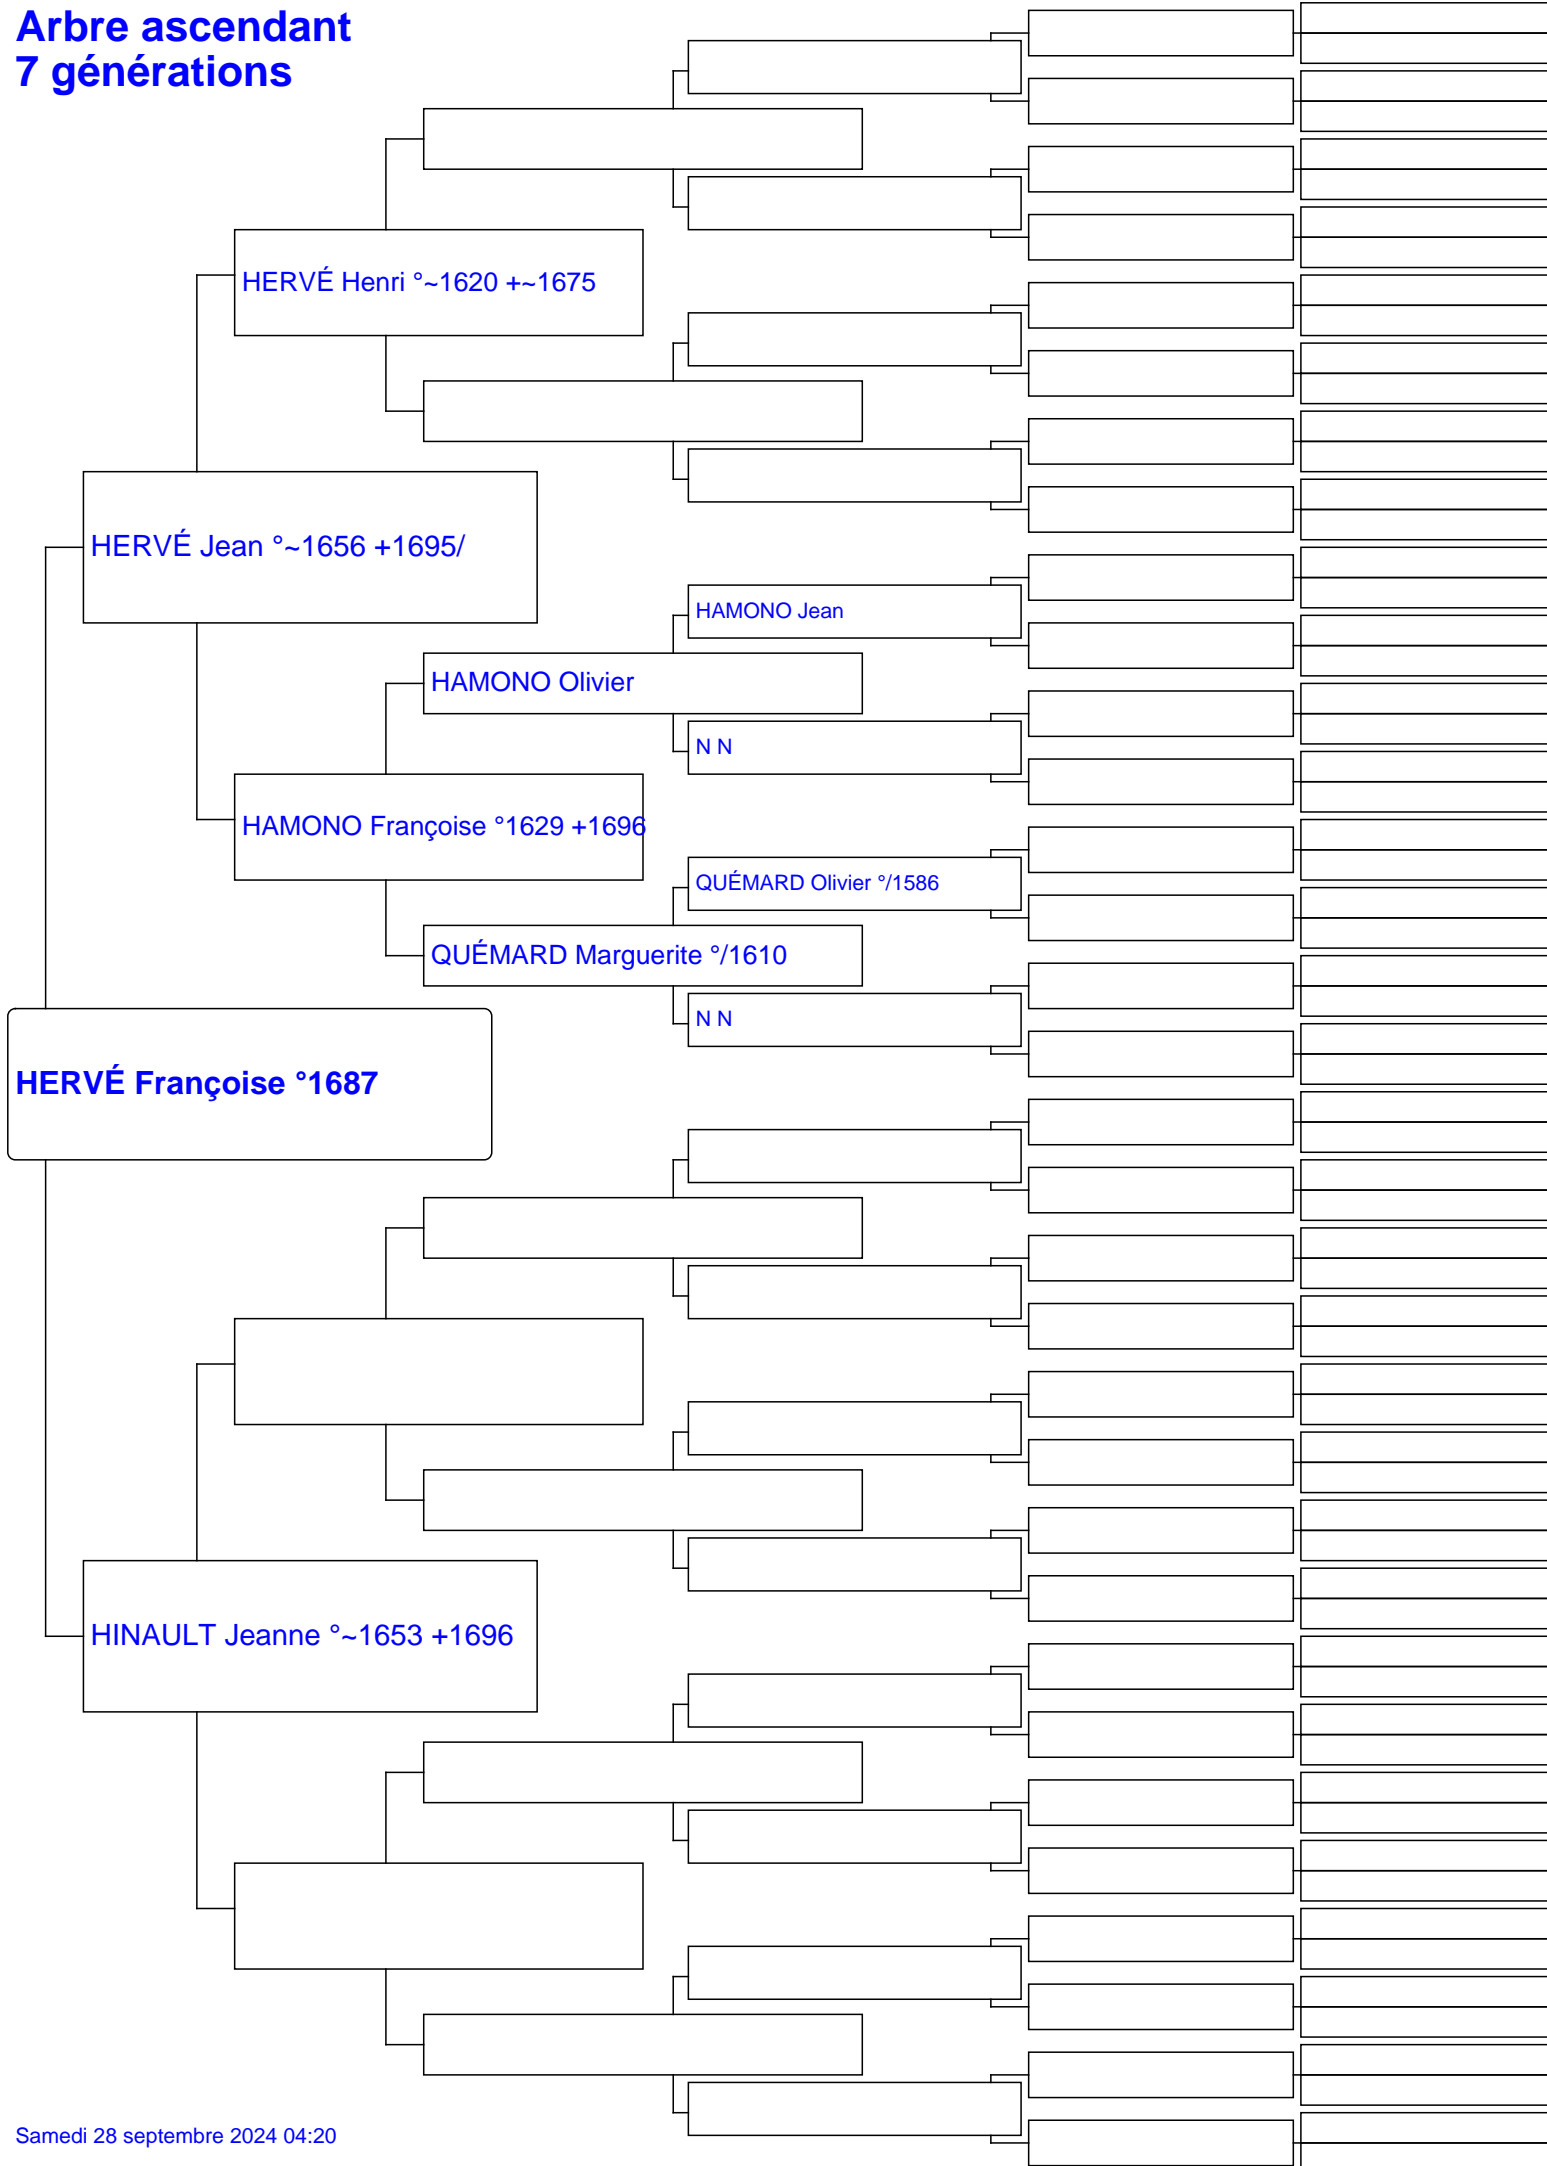 Arbre ascendant
7 générations
HERVÉ Henri °~1620 +~1675
HERVÉ Jean °~1656 +1695/
HAMONO Jean
HAMONO Olivier
N N
HAMONO Françoise °1629 +1696
QUÉMARD Olivier °/1586
QUÉMARD Marguerite °/1610
N N
HERVÉ Françoise °1687
HINAULT Jeanne °~1653 +1696
Samedi 28 septembre 2024 04:20